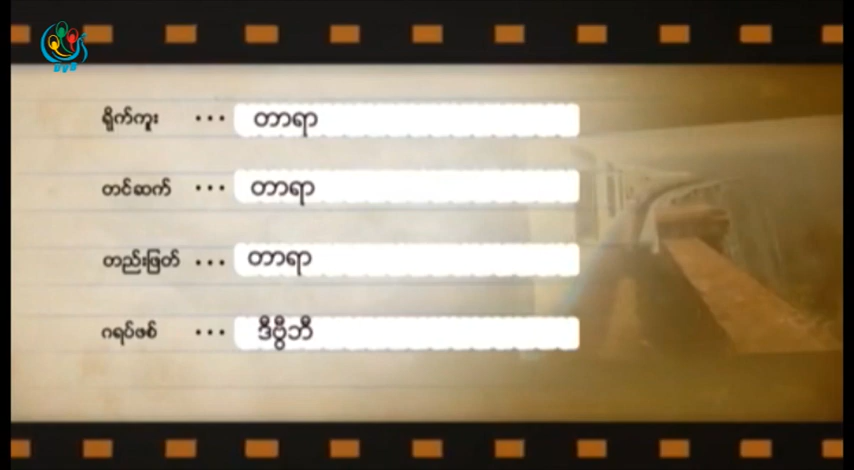 DVB
ရိုက်ကူး ... တာရာ
တင်ဆက် ... တာရာ
တည်းဖြတ် ... တာရာ
ဂရပ်ဖစ် ... ဒီဗွီဘီ